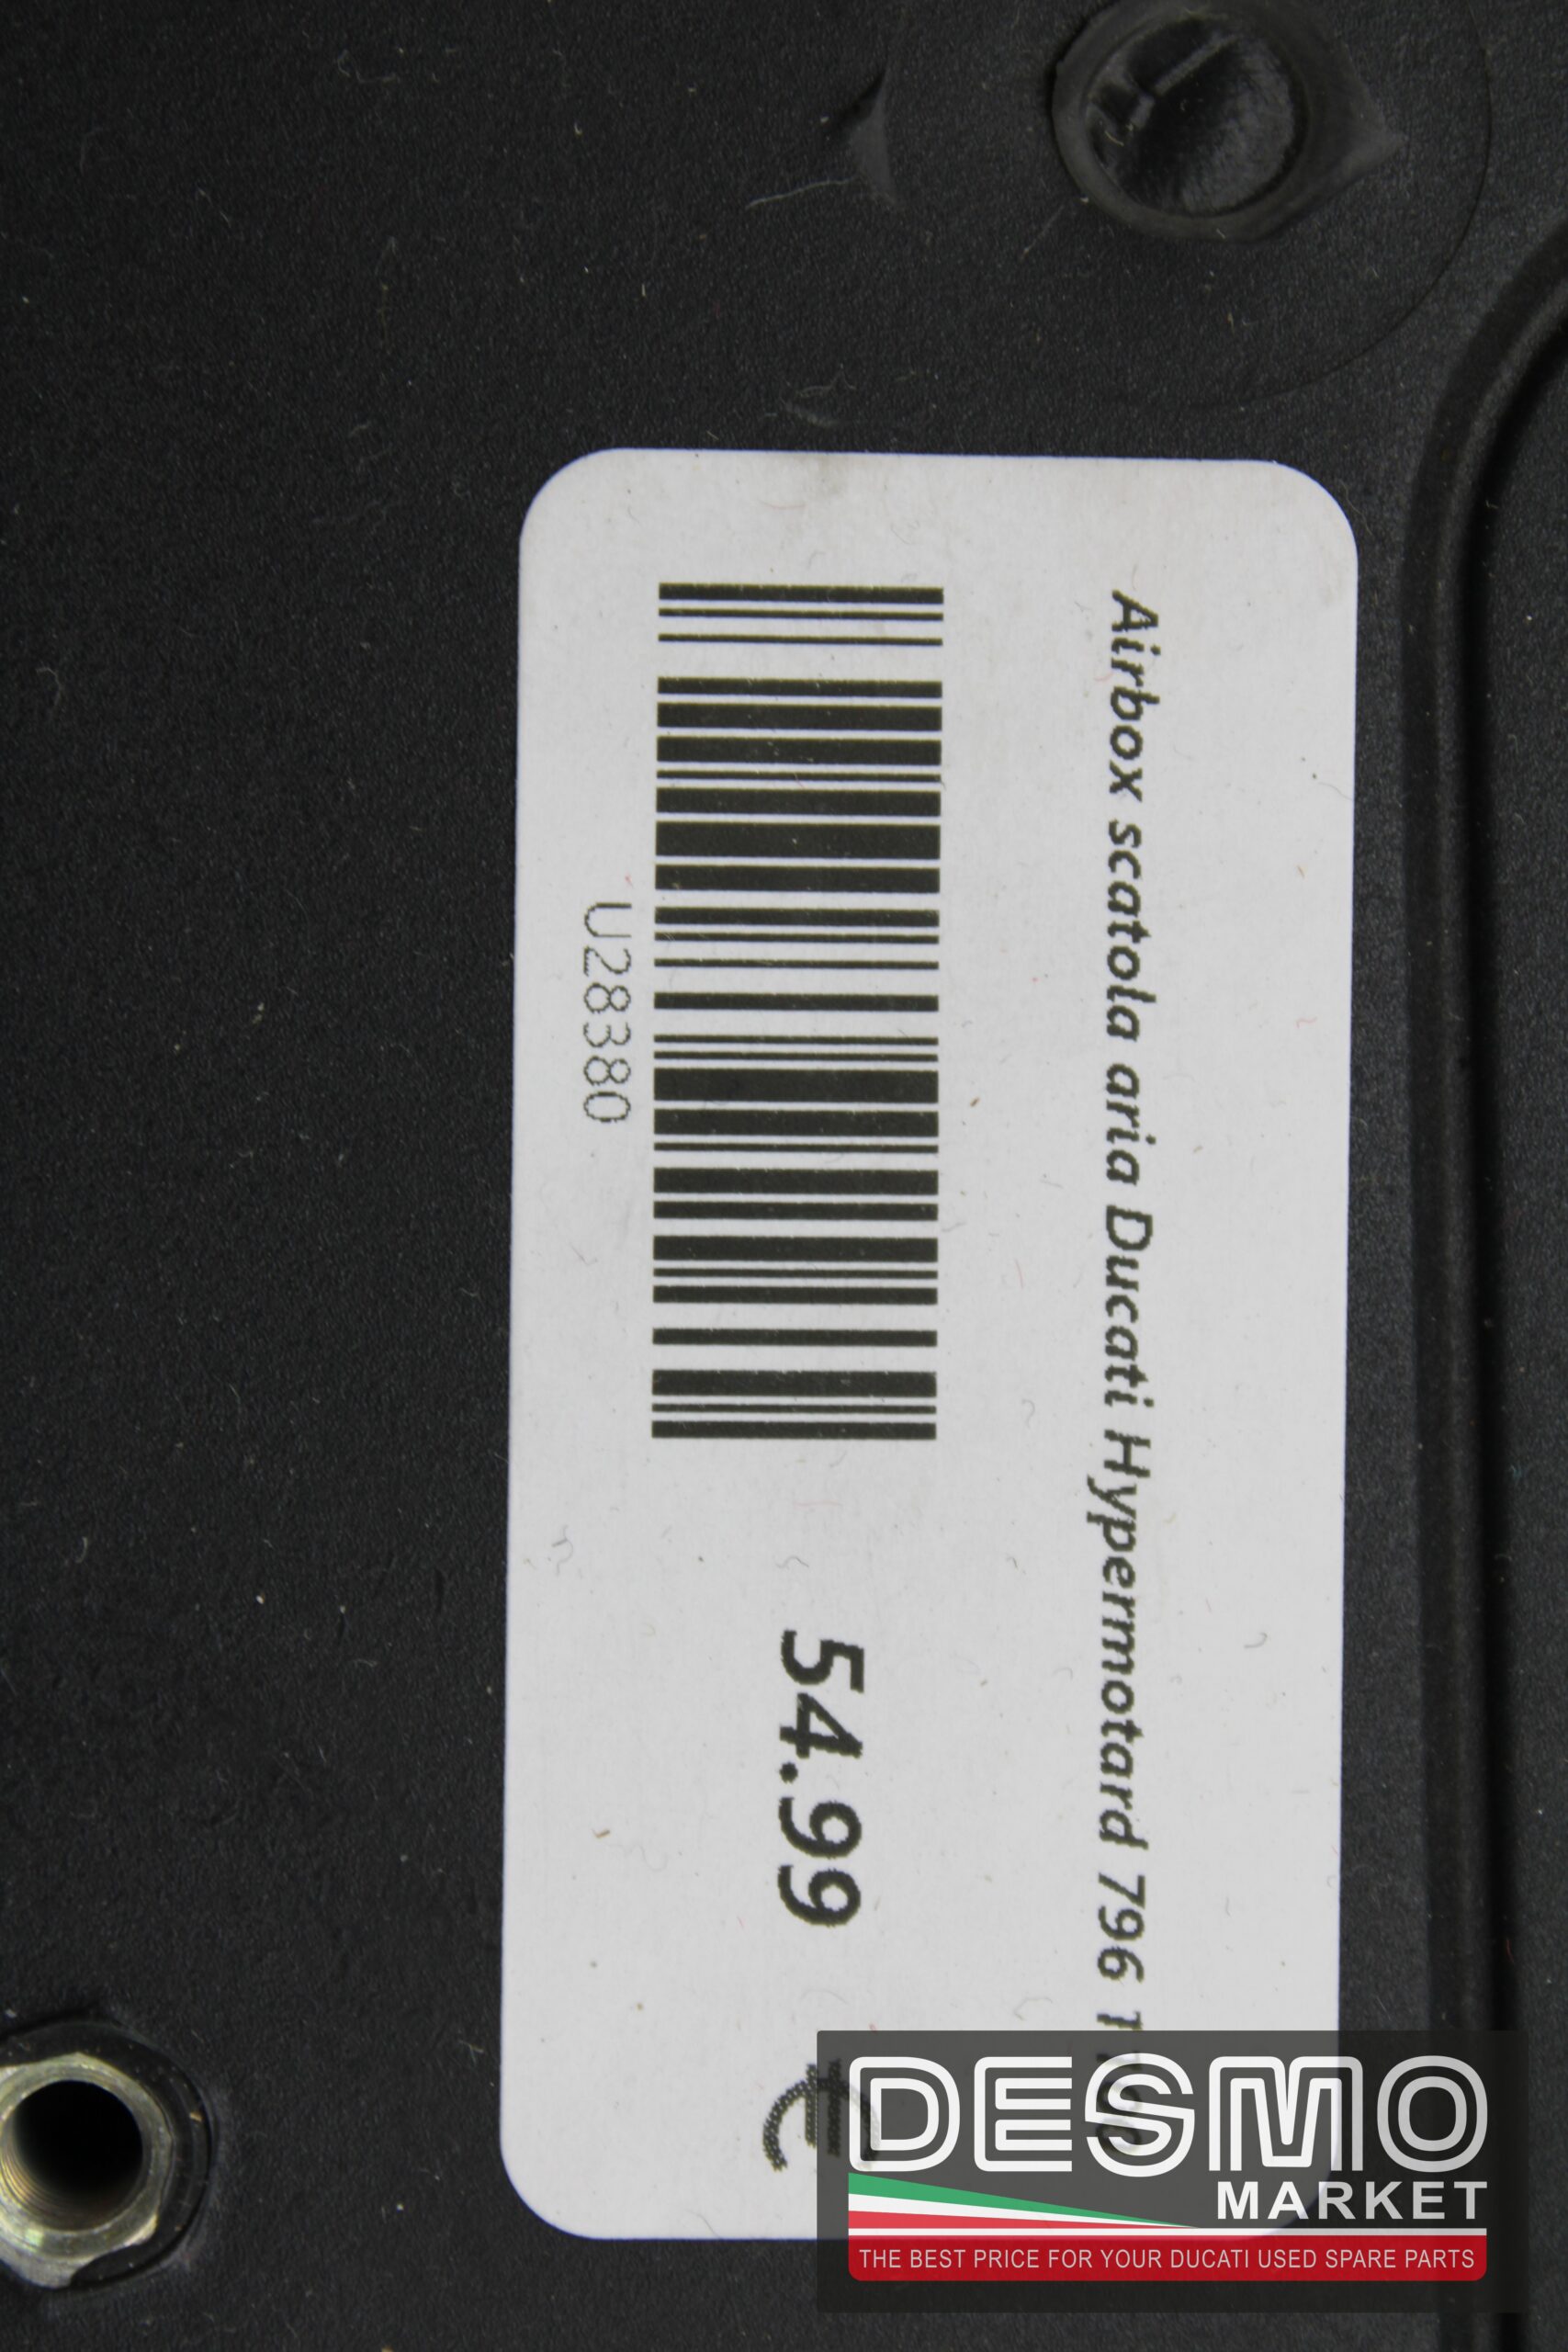 Airbox scatola aria Ducati Hypermotard 796 1100
U28380
54.99 €
DESMO
MARKET
THE BEST PRICE FOR YOUR DUCATI USED SPARE PARTS